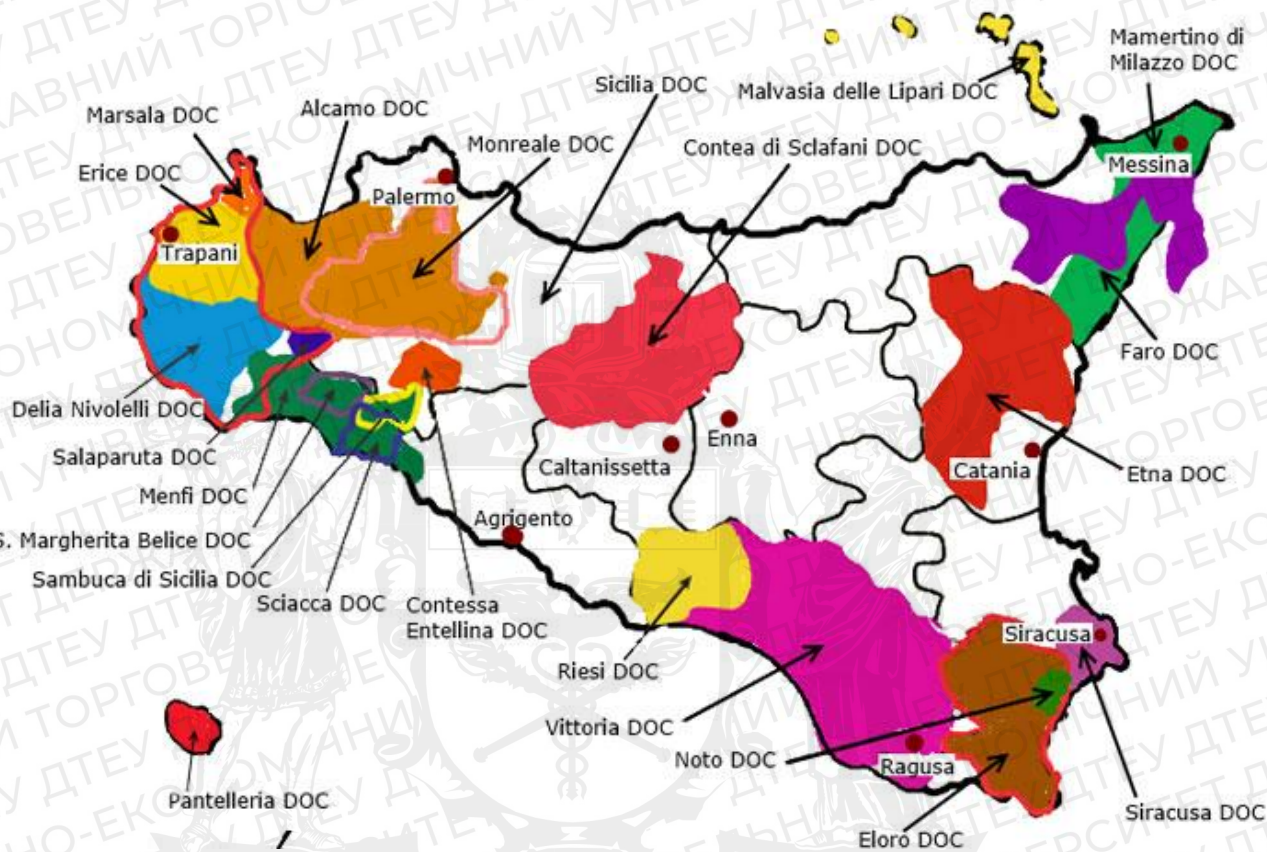 Mamertino di
Milazzo DOC
Sicilia DOC
Malvasia delle Lipari DOC
Marsala DOC
Alcamo DOC
Monreale DOC
Contea di Sclafani DOC
Erice DOC
Messina
Palermo
Trapani
Faro DOC
Delia Nivolelli DOC
Salaparuta DOC
Enna
Caltanissetta
Catania
Etna DOC
Menfi DOC
Agrigento
S. Margherita Belice DOC
Sambuca di Sicilia DOC
Sciacca DOC
Contessa
Entellina DOC
Siracusa
Riesi DOC
Vittoria DOC
Noto DOC
Ragusa
Pantelleria DOC
Siracusa DOC
Eloro DOC